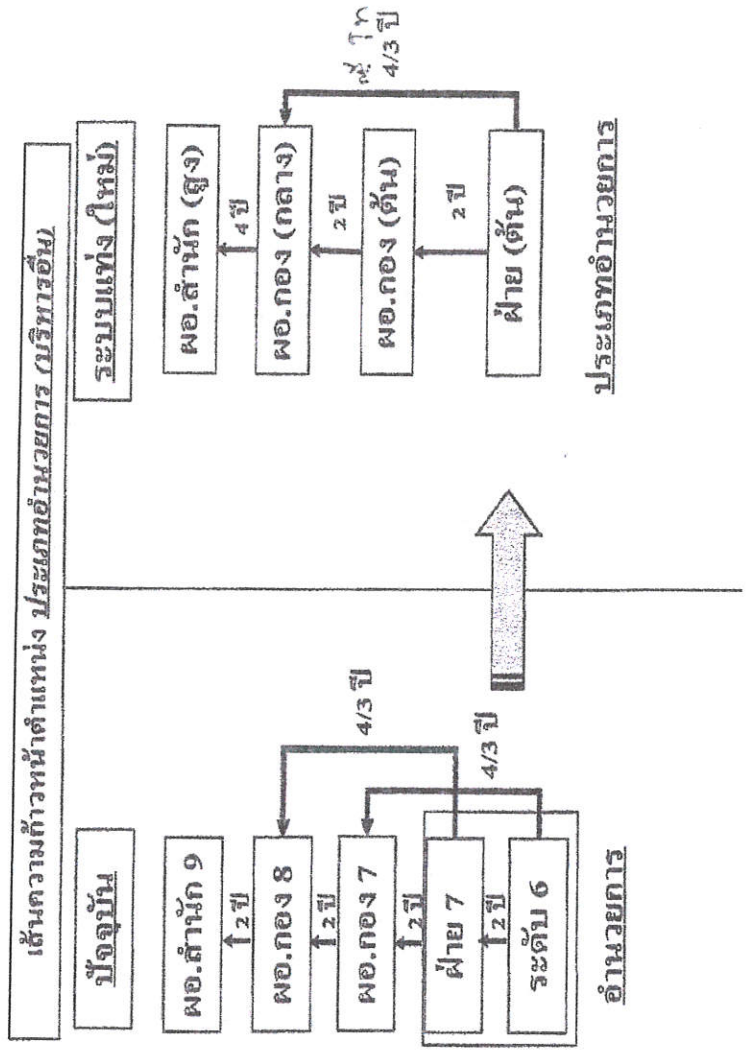 เส้นความก้าวหน้าตำแหน่ง ประเภทอำนวยการ (บริหารอื่น)
ปัจจุบัน
ผอ.สำนัก 9
2 ปี
ผอ.กอง 8
2 ปี
ผอ.กอง 7
2 ปี
ฝ่าย 7
2 ปี
ระดับ 6
4/3 ปี
4/3 ปี
อำนวยการ
ระบบแท่ง (ใหม่)
ผอ.สำนัก (สูง)
4 ปี
ผอ.กอง (กลาง)
2 ปี
ผอ.กอง (ต้น)
2 ปี
ฝ่าย (ต้น)
4/3 ปี
ประเภทอำนวยการ